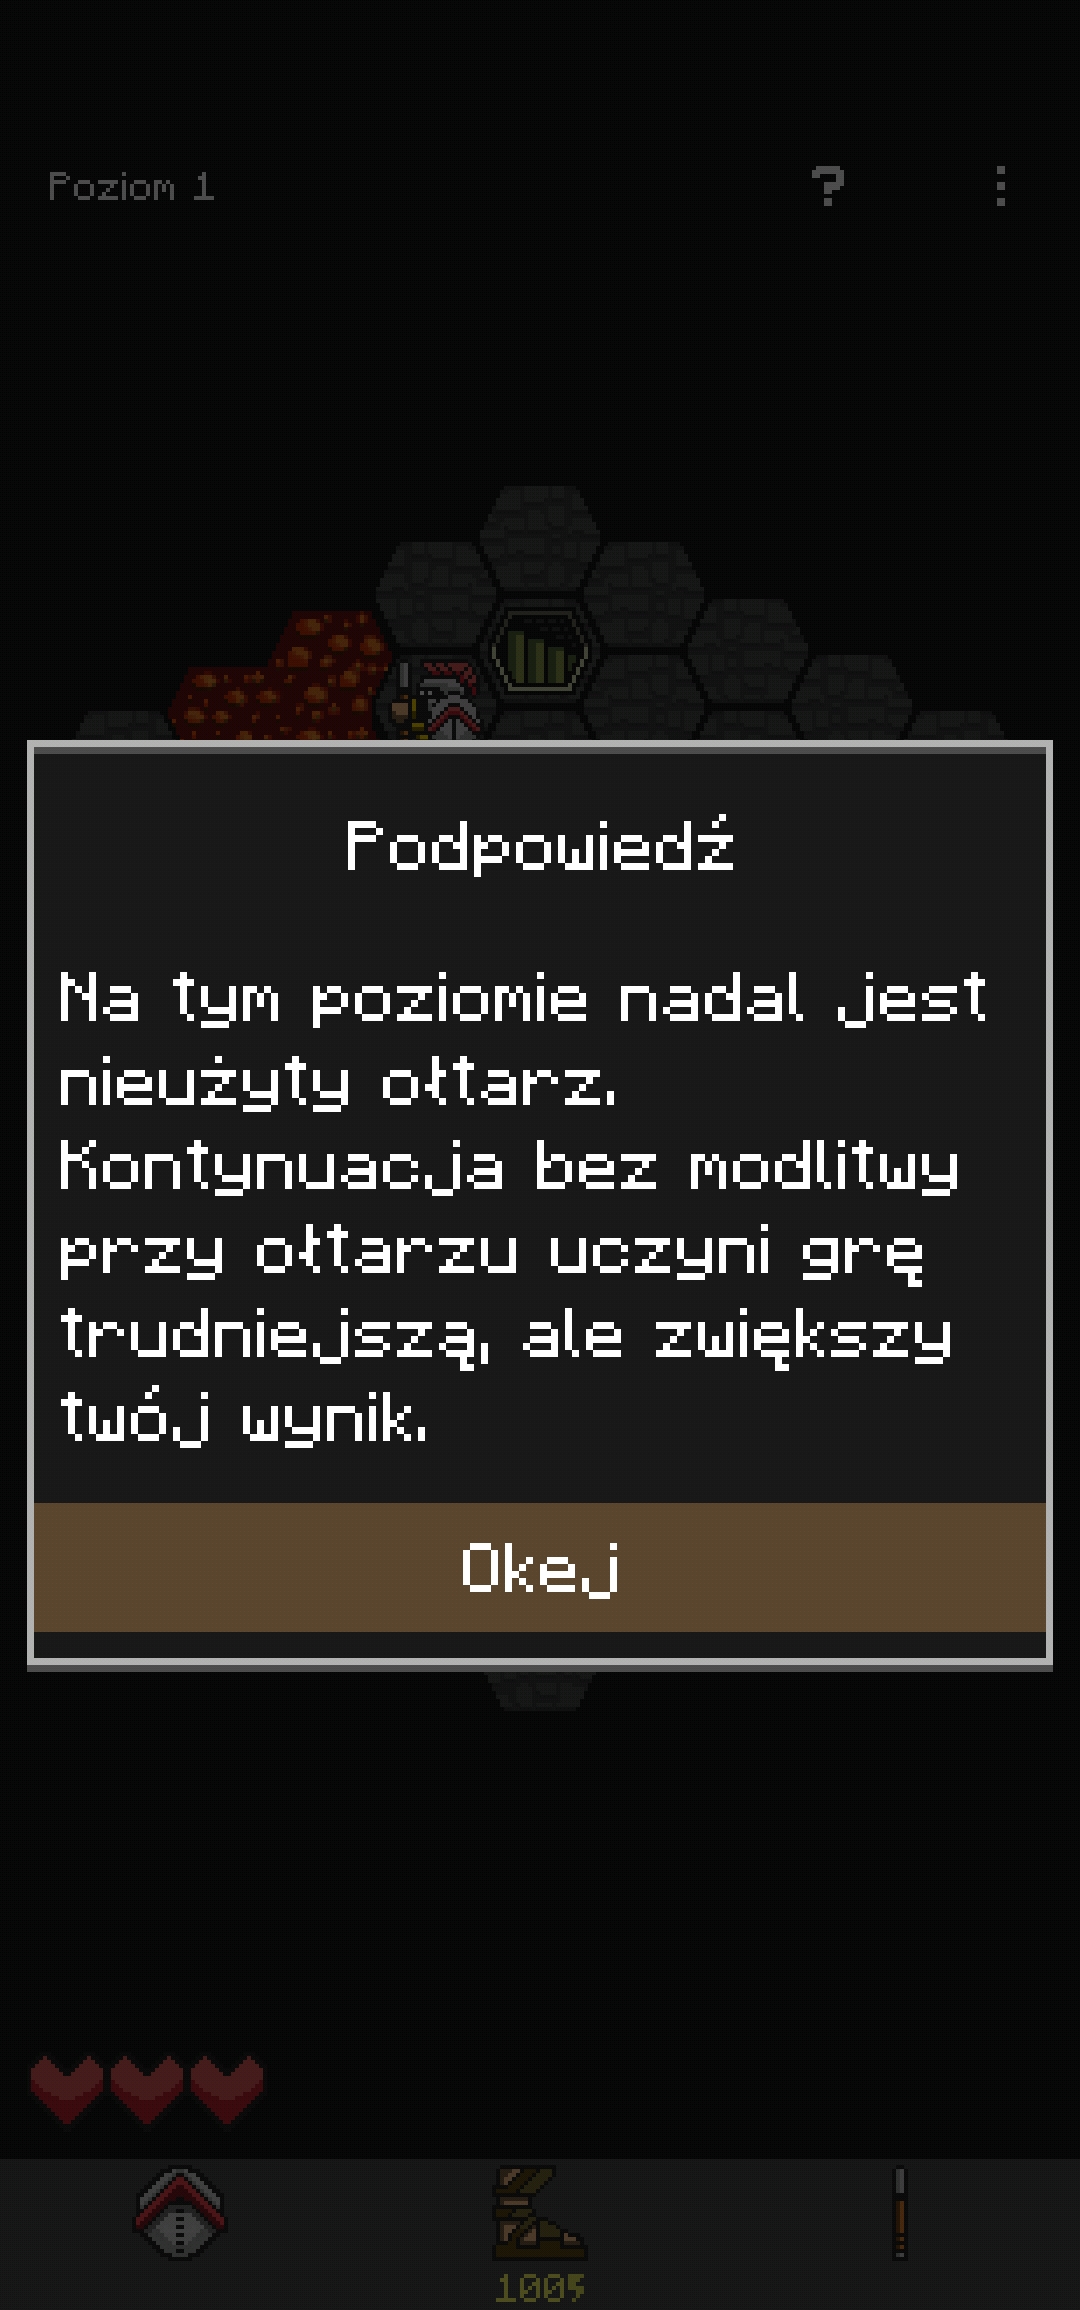 Poziom 1
?
Podpowiedź
Na tym poziomie nadal jest
nieużyty ołtarz.
Kontynuacja bez modlitwy
przy ołtarzu uczyni grę
trudniejszą, ale zwiększy
twój wynik.
Okej
100